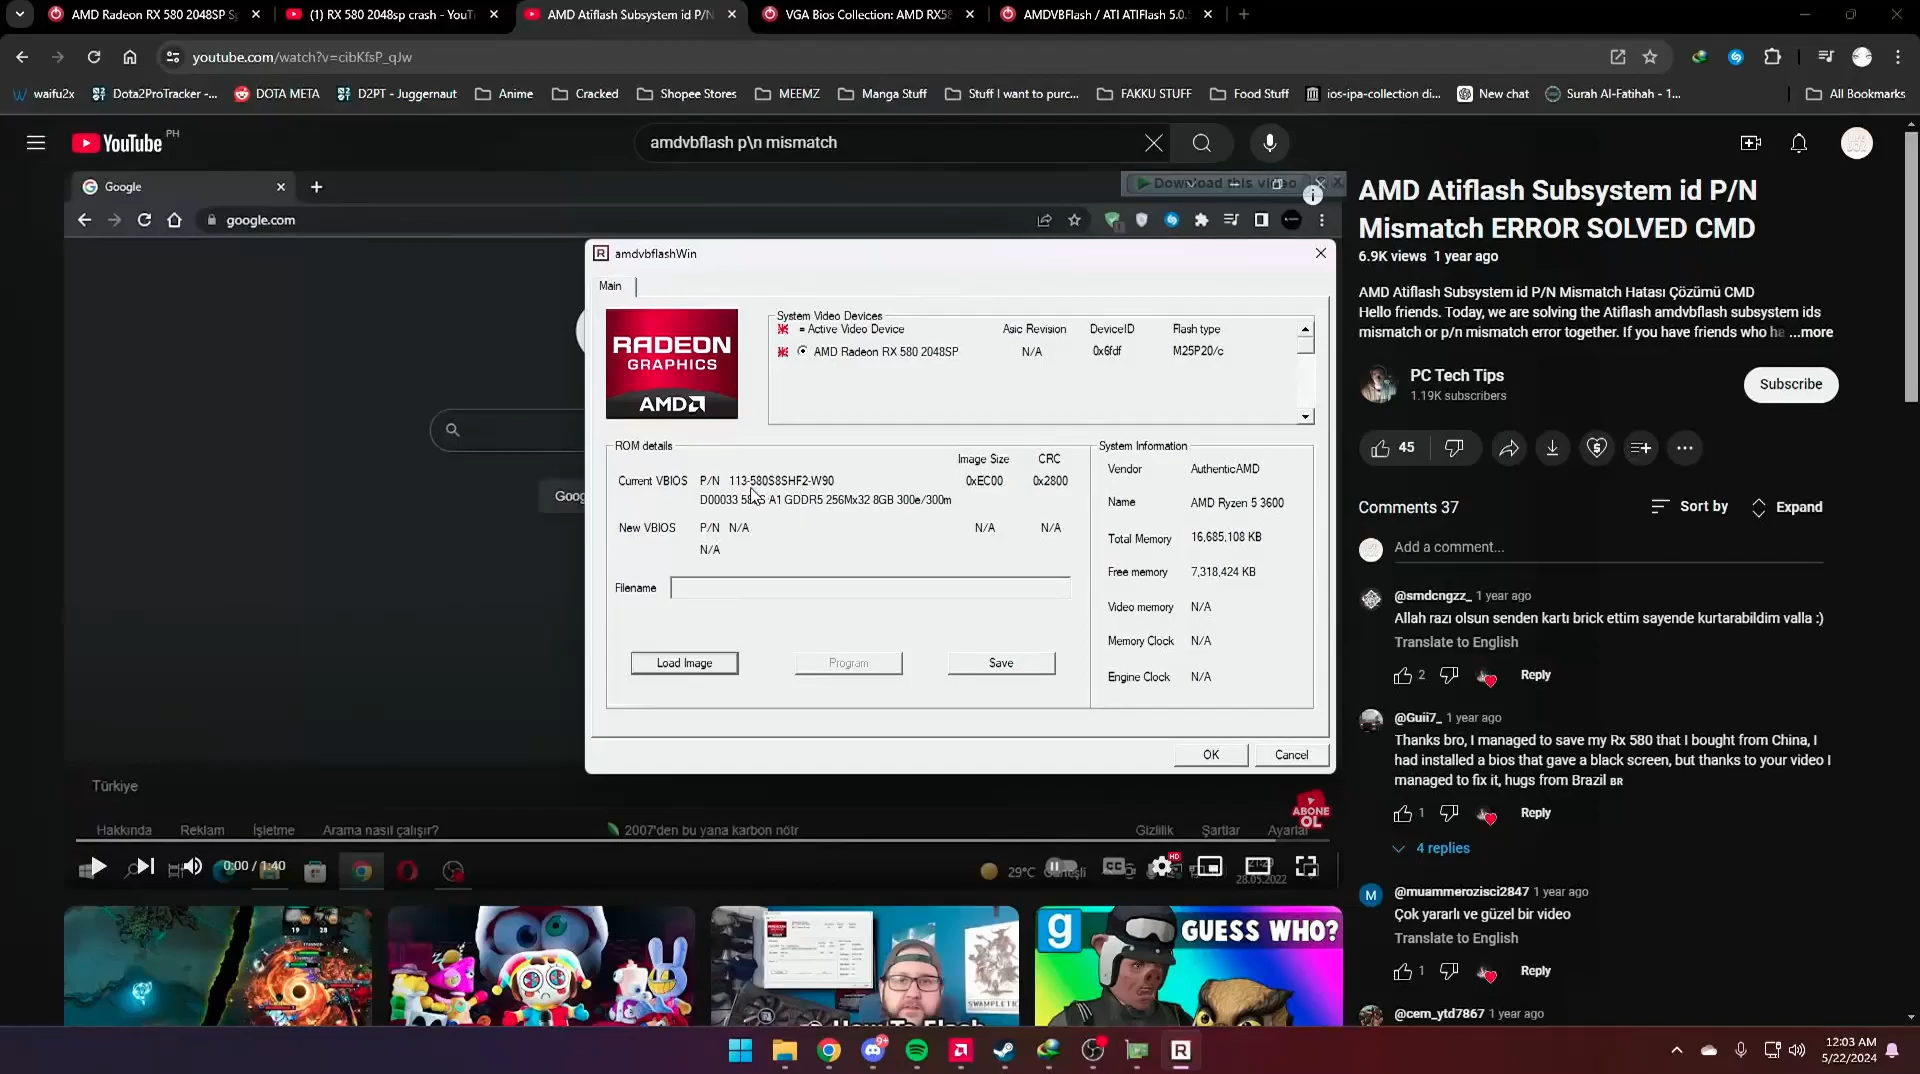 AMD Radeon RX 580 2048SP Sp
(1) RX 580 2048sp crash - YouT
AMD Atiflash Subsystem id P/N
VGA Bios Collection: AMD RX58
AMDVBFlash / ATI ATIFlash 5.0.
youtube.com/watch?v=cibKfsP_qJw
waifu2x
Dota2ProTracker -...
DOTA META
D2PT - Juggernaut
Anime
Cracked
Shopee Stores
MEEMZ
Manga Stuff
Stuff I want to purc...
FAKKU STUFF
Food Stuff
ios-ipa-collection di...
New chat
Surah Al-Fatihah - 1...
All Bookmarks
YouTube PH
amdvbflash p\n mismatch
Google
Download this video
google.com
amdvbflashWin
Main
RADEON
GRAPHICS
AMD
System Video Devices
= Active Video Device
Asic Revision
DeviceID
Flash type
AMD Radeon RX 580 2048SP
N/A
0x6fdf
M25P20/c
ROM details
Image Size
CRC
Current VBIOS P/N 113-580S8SHF2-W90 0xEC00 0x2800
A1 GDDR5 256Mx32 8GB 300e/300m
New VBIOS P/N N/A N/A N/A
N/A
Filename
Load Image
Program
Save
System Information
Vendor AuthenticAMD
Name AMD Ryzen 5 3600
Total Memory 16,685,108 KB
Free memory 7,318,424 KB
Video memory N/A
Memory Clock N/A
Engine Clock N/A
OK
Cancel
Goog
Türkiye
ABONE
OL
Hakkında
Reklam
İşletme
Arama nasıl çalışır?
2007'den bu yana karbon nötr
Gizlilik
Şartlar
Ayarlar
0:00 / 1:40
29°C
CC
HD
28.05.2022
19
28
SWAMPLETICS
How To Flash
g
GUESS WHO?
AMD Atiflash Subsystem id P/N
Mismatch ERROR SOLVED CMD
6.9K views 1 year ago
AMD Atiflash Subsystem id P/N Mismatch Hatası Çözümü CMD
Hello friends. Today, we are solving the Atiflash amdvbflash subsystem ids
mismatch or p/n mismatch error together. If you have friends who ha ...more
PC Tech Tips
1.19K subscribers
Subscribe
45
Comments 37
Sort by
Expand
Add a comment...
@smdcngzz_ 1 year ago
Allah razı olsun senden kartı brick ettim sayende kurtarabildim valla :)
Translate to English
2
Reply
@Guii7_ 1 year ago
Thanks bro, I managed to save my Rx 580 that I bought from China, I
had installed a bios that gave a black screen, but thanks to your video I
managed to fix it, hugs from Brazil BR
1
Reply
4 replies
M
@muammerozisci2847 1 year ago
Çok yararlı ve güzel bir video
Translate to English
1
Reply
@cem_ytd7867 1 year ago
9+
12:03 AM
5/22/2024